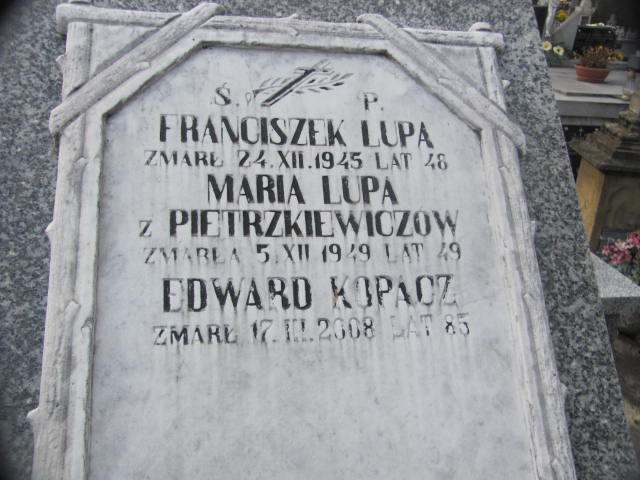 Ś. P.
FRANCISZEK LUPA
ZMARŁ 24.XII.1945 LAT 48
MARIA LUPA
Z PIETRZKIEWICZÓW
ZMARŁA 5.XII 1949 LAT 49
EDWARD KOPACZ
ZMARŁ 17.III.2008 LAT 85